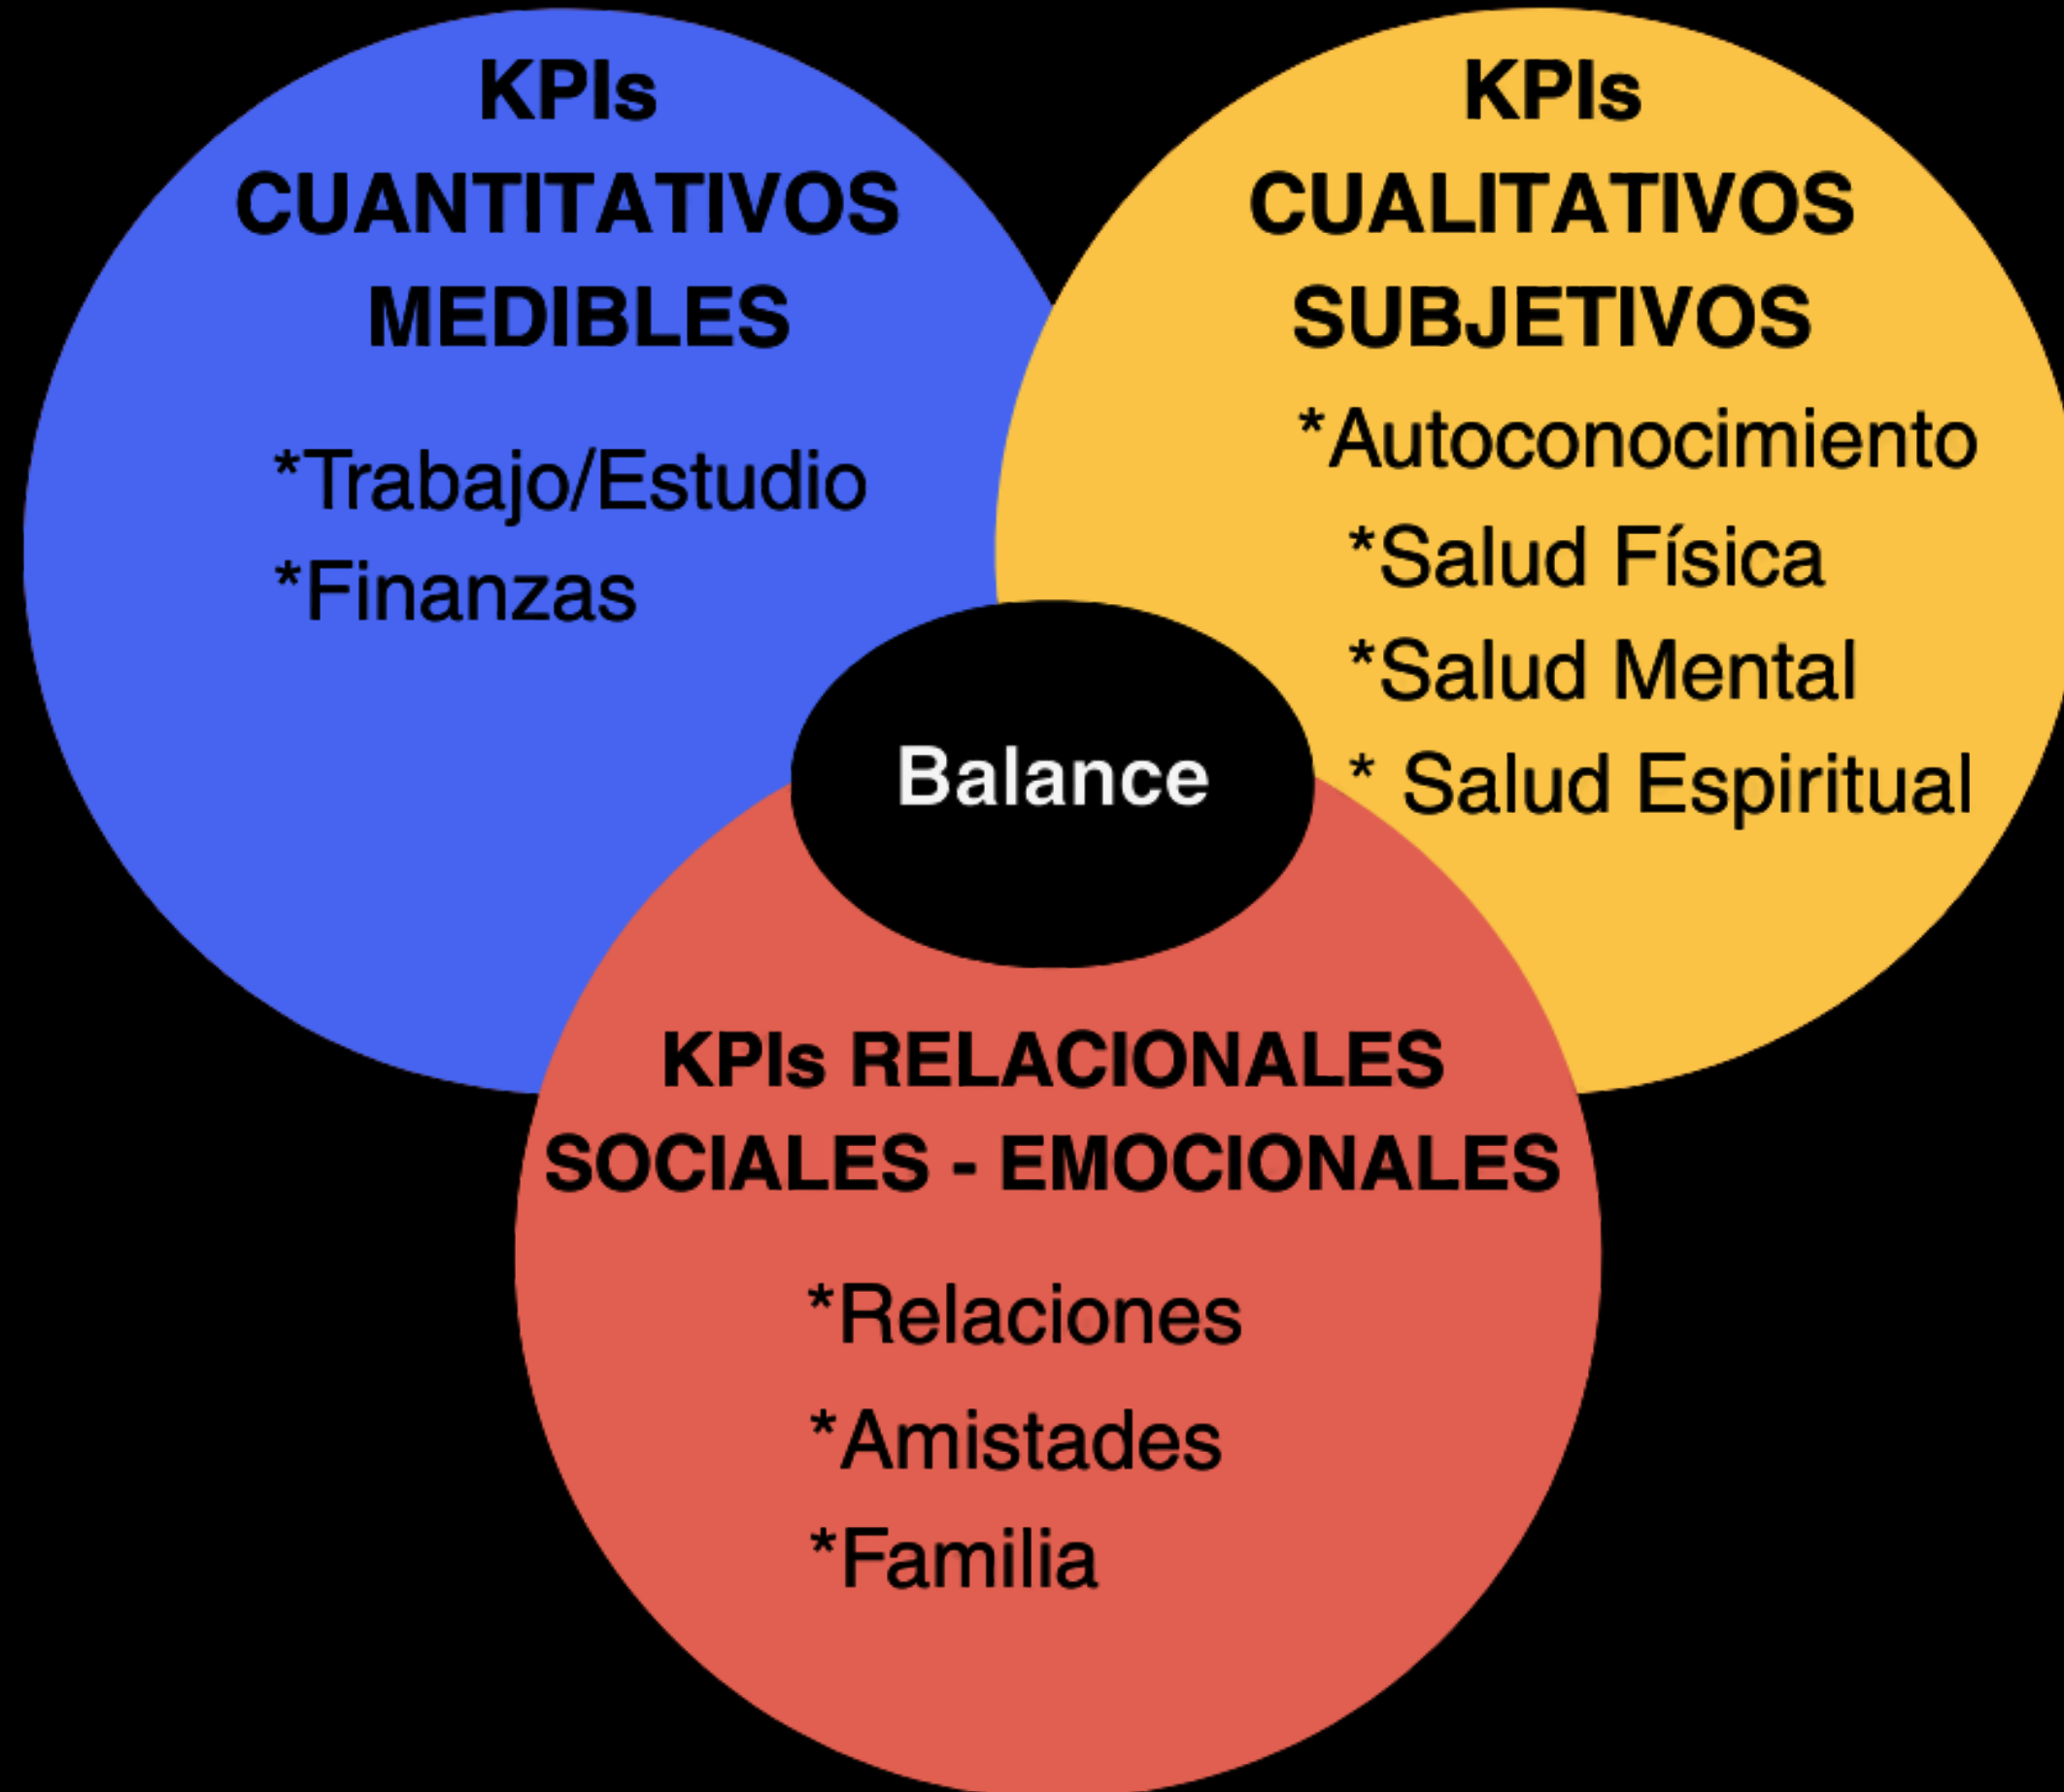 KPIs
CUANTITATIVOS
MEDIBLES
*Trabajo/Estudio
*Finanzas
KPIs
CUALITATIVOS
SUBJETIVOS
*Autoconocimiento
*Salud Física
*Salud Mental
* Salud Espiritual
Balance
KPIs RELACIONALES
SOCIALES - EMOCIONALES
*Relaciones
*Amistades
*Familia